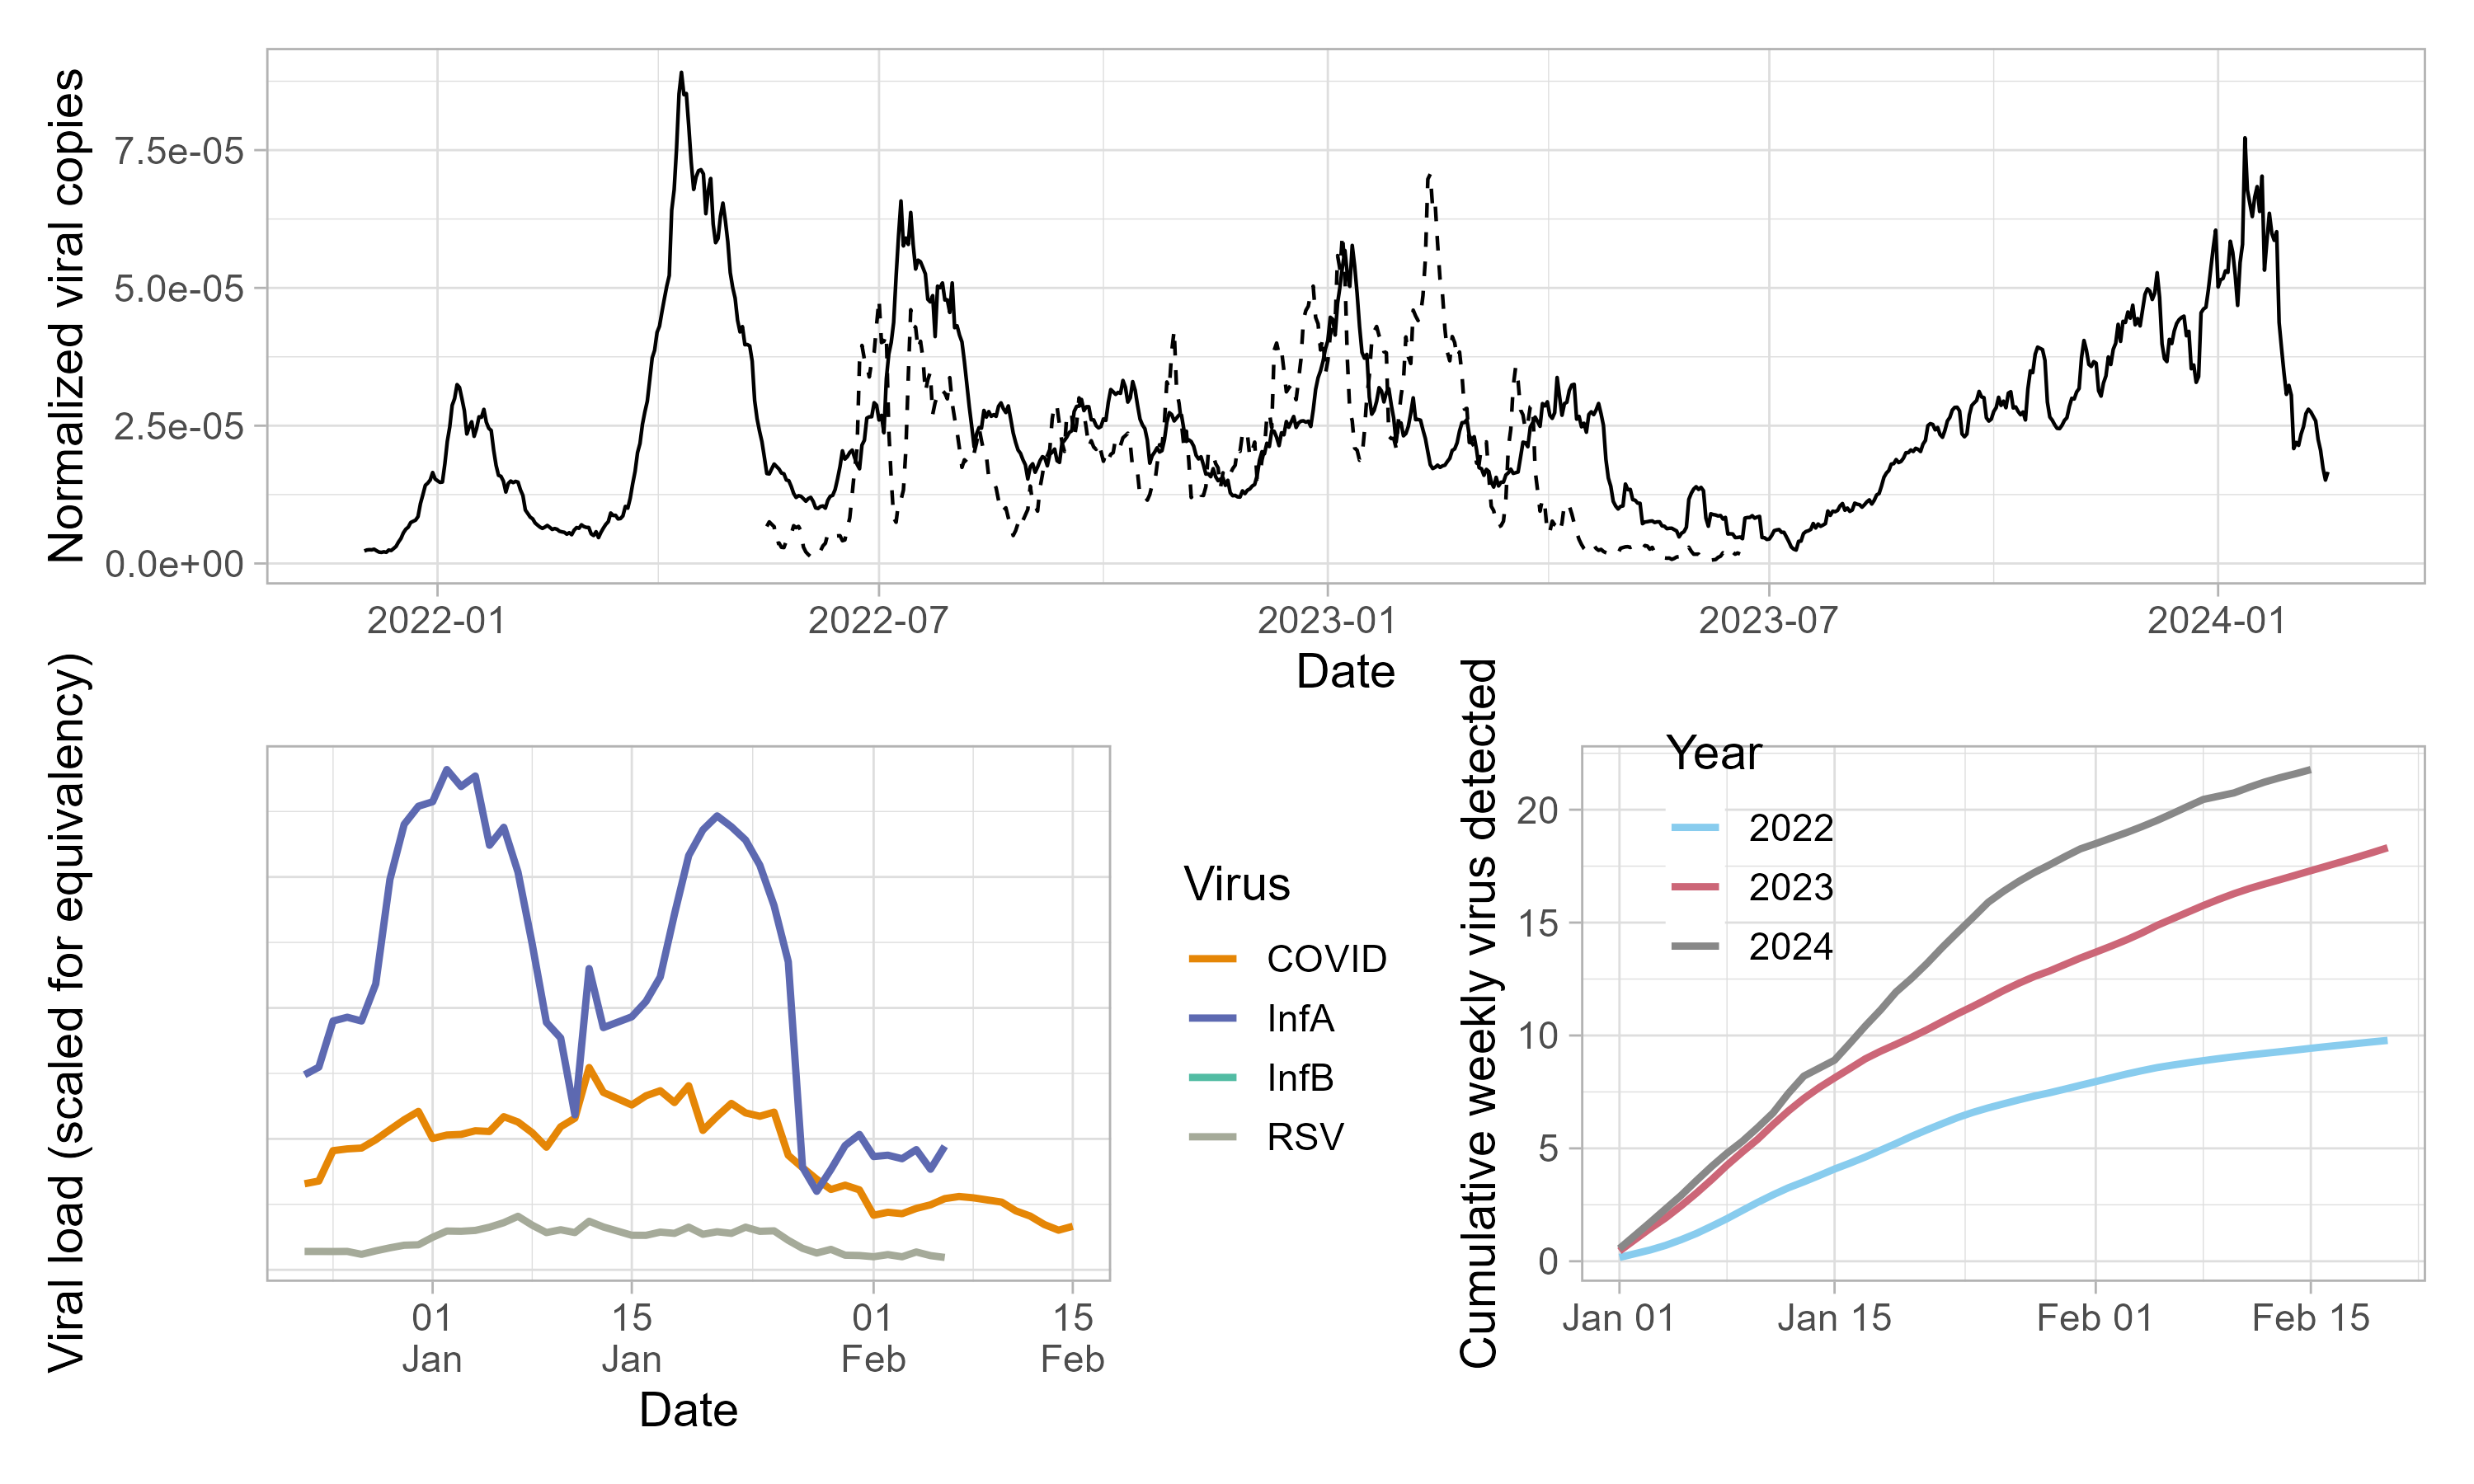 Normalized viral copies
7.5e-05
5.0e-05
2.5e-05
0.0e+00
2022-01
2022-07
2023-01
2023-07
2024-01
Date
Viral load (scaled for equivalency)
01
Jan
15
Jan
01
Feb
15
Feb
Date
Virus
COVID
InfA
InfB
RSV
Cumulative weekly virus detected
20
15
10
5
0
Year
2022
2023
2024
Jan 01
Jan 15
Feb 01
Feb 15